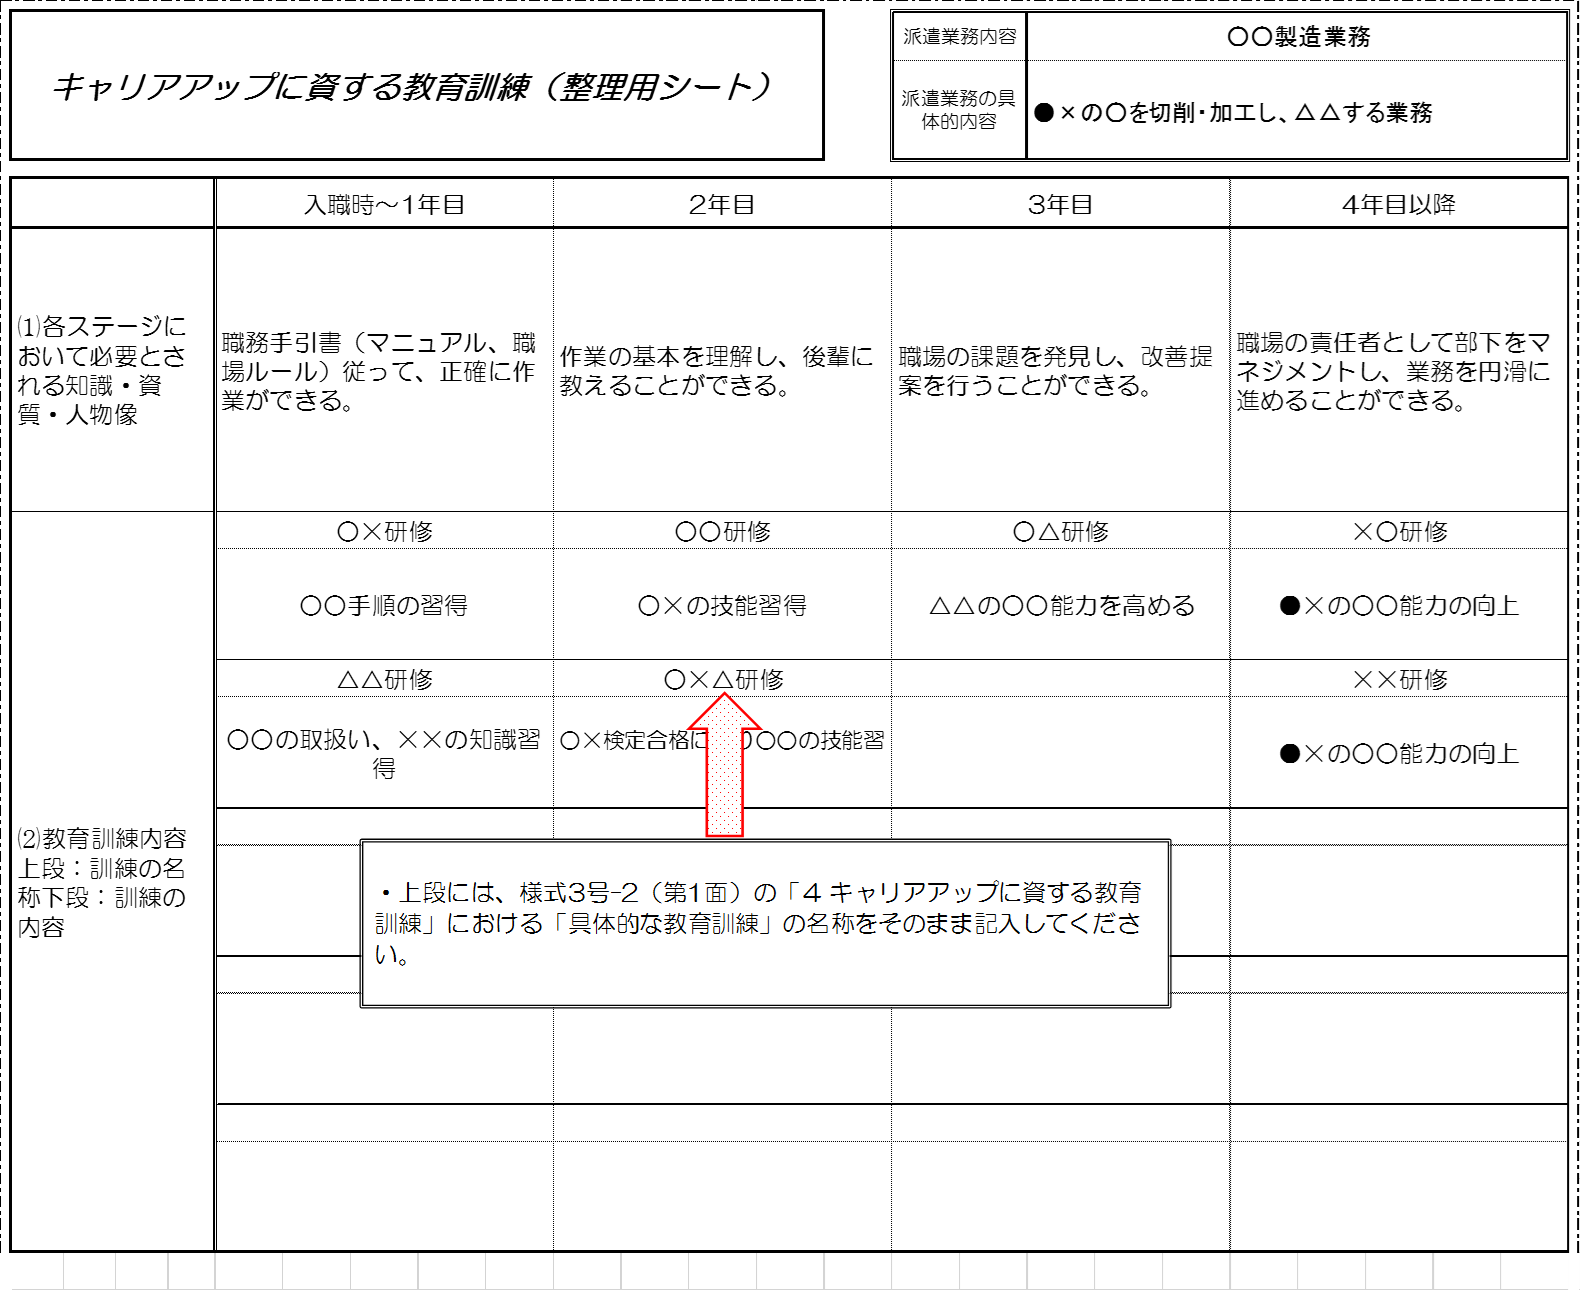 キャリアアップに資する教育訓練（整理用シート）
派遣業務内容
〇〇製造業務
派遣業務の具
体的内容
●×の〇を切削・加工し、△△する業務
入職時～1年目
2年目
3年目
4年目以降
⑴各ステージに
おいて必要とさ
れる知識・資
質・人物像
職務手引書（マニュアル、職
場ルール）従って、正確に作
業ができる。
作業の基本を理解し、後輩に
教えることができる。
職場の課題を発見し、改善提
案を行うことができる。
職場の責任者として部下をマ
ネジメントし、業務を円滑に
進めることができる。
⑵教育訓練内容
上段：訓練の名
称下段：訓練の
内容
〇×研修
〇〇研修
〇△研修
×〇研修
〇〇手順の習得
〇×の技能習得
△△の〇〇能力を高める
●×の〇〇能力の向上
△△研修
〇×△研修
××研修
〇〇の取扱い、××の知識習
得
〇×検定合格に 〇〇の技能習
●×の〇〇能力の向上
・上段には、様式3号-2（第1面）の「4 キャリアアップに資する教育
訓練」における「具体的な教育訓練」の名称をそのまま記入してくださ
い。